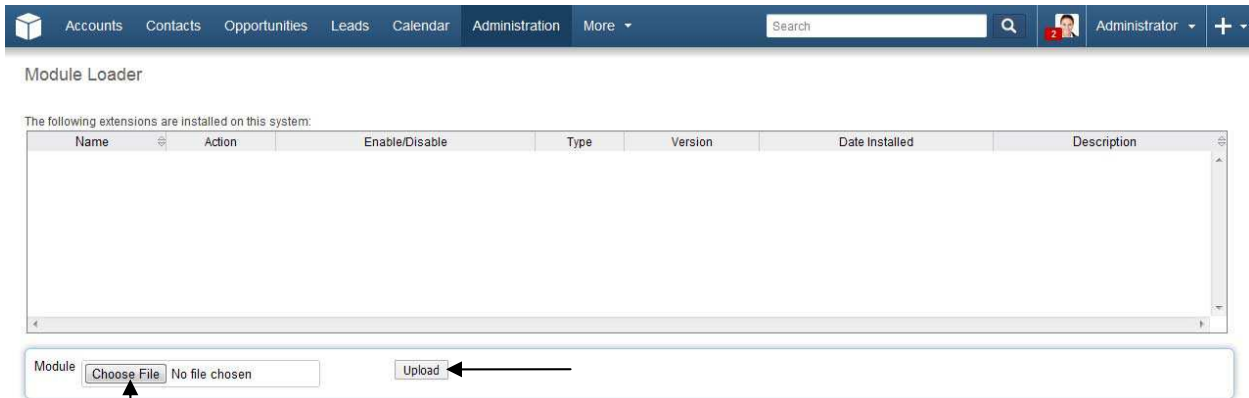 Accounts Contacts Opportunities Leads Calendar Administration More Search 2 Administrator
Module Loader
The following extensions are installed on this system:
Name Action Enable/Disable Type Version Date Installed Description
Module Choose File No file chosen Upload